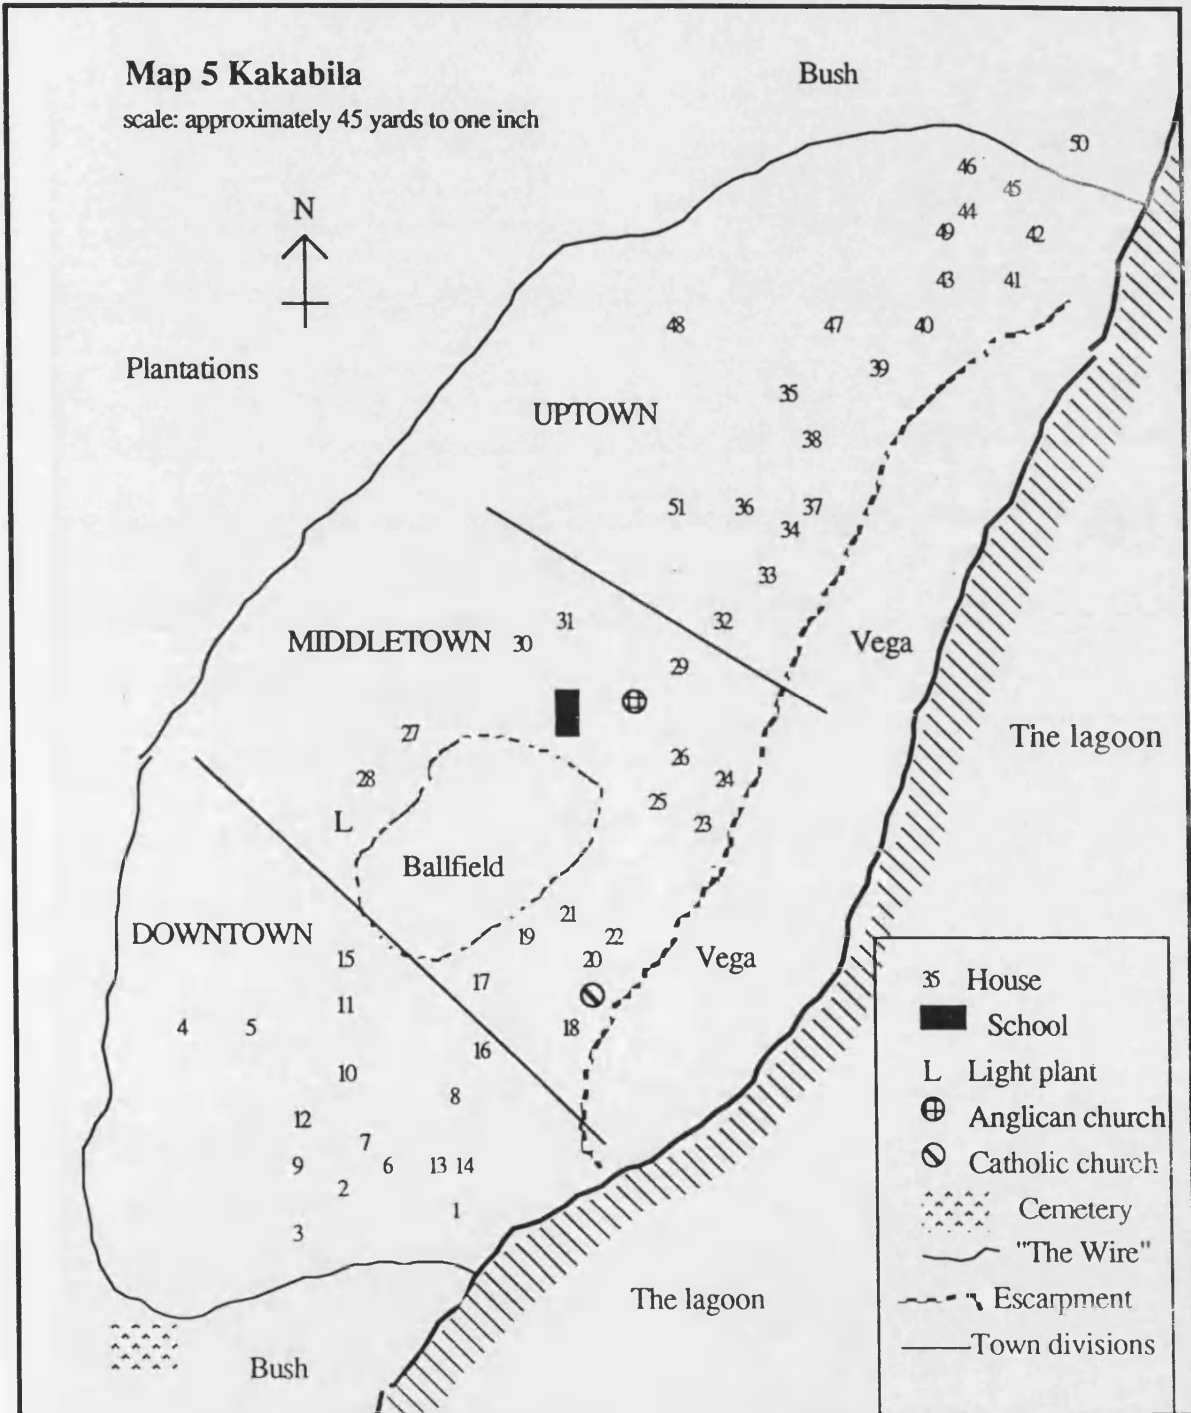 Map 5 Kakabila
scale: approximately 45 yards to one inch
Bush
50
46
45
N
44
49
42
43
41
48
47
40
Plantations
39
35
UPTOWN
38
51
36
37
34
33
31
32
MIDDLETOWN
30
Vega
29
27
The lagoon
26
28
24
25
L
23
Ballfield
21
DOWNTOWN
19
22
15
20
Vega
17
11
4
5
18
16
10
8
12
7
9
6
13
14
2
1
3
The lagoon
Bush
35 House
School
L Light plant
Anglican church
Catholic church
Cemetery
"The Wire"
Escarpment
Town divisions